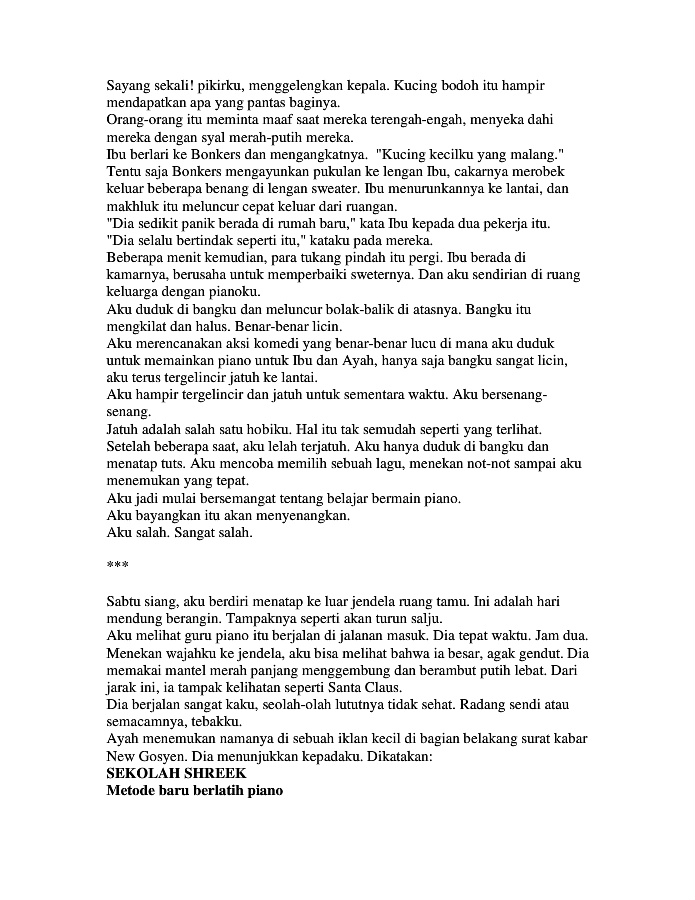 Sayang sekali! pikirku, menggelengkan kepala. Kucing bodoh itu hampir
mendapatkan apa yang pantas baginya.
Orang-orang itu meminta maaf saat mereka terengah-engah, menyeka dahi
mereka dengan syal merah-putih mereka.
Ibu berlari ke Bonkers dan mengangkatnya.  "Kucing kecilku yang malang."
Tentu saja Bonkers mengayunkan pukulan ke lengan Ibu, cakarnya merobek
keluar beberapa benang di lengan sweater. Ibu menurunkannya ke lantai, dan
makhluk itu meluncur cepat keluar dari ruangan.
"Dia sedikit panik berada di rumah baru," kata Ibu kepada dua pekerja itu.
"Dia selalu bertindak seperti itu," kataku pada mereka.
Beberapa menit kemudian, para tukang pindah itu pergi. Ibu berada di
kamarnya, berusaha untuk memperbaiki sweternya. Dan aku sendirian di ruang
keluarga dengan pianoku.
Aku duduk di bangku dan meluncur bolak-balik di atasnya. Bangku itu
mengkilat dan halus. Benar-benar licin.
Aku merencanakan aksi komedi yang benar-benar lucu di mana aku duduk
untuk memainkan piano untuk Ibu dan Ayah, hanya saja bangku sangat licin,
aku terus tergelincir jatuh ke lantai.
Aku hampir tergelincir dan jatuh untuk sementara waktu. Aku bersenang-
senang.
Jatuh adalah salah satu hobiku. Hal itu tak semudah seperti yang terlihat.
Setelah beberapa saat, aku lelah terjatuh. Aku hanya duduk di bangku dan
menatap tuts. Aku mencoba memilih sebuah lagu, menekan not-not sampai aku
menemukan yang tepat.
Aku jadi mulai bersemangat tentang belajar bermain piano.
Aku bayangkan itu akan menyenangkan.
Aku salah. Sangat salah.
***
Sabtu siang, aku berdiri menatap ke luar jendela ruang tamu. Ini adalah hari
mendung berangin. Tampaknya seperti akan turun salju.
Aku melihat guru piano itu berjalan di jalanan masuk. Dia tepat waktu. Jam dua.
Menekan wajahku ke jendela, aku bisa melihat bahwa ia besar, agak gendut. Dia
memakai mantel merah panjang menggembung dan berambut putih lebat. Dari
jarak ini, ia tampak kelihatan seperti Santa Claus.
Dia berjalan sangat kaku, seolah-olah lututnya tidak sehat. Radang sendi atau
semacamnya, tebakku.
Ayah menemukan namanya di sebuah iklan kecil di bagian belakang surat kabar
New Gosyen. Dia menunjukkan kepadaku. Dikatakan:
SEKOLAH SHREEK
Metode baru berlatih piano